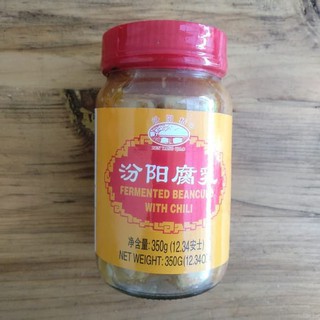 汾阳腐乳
FERMENTED BEANCURD
WITH CHILI
净含量: 350g (12.34安士)
NET WEIGHT: 350G(12.34O